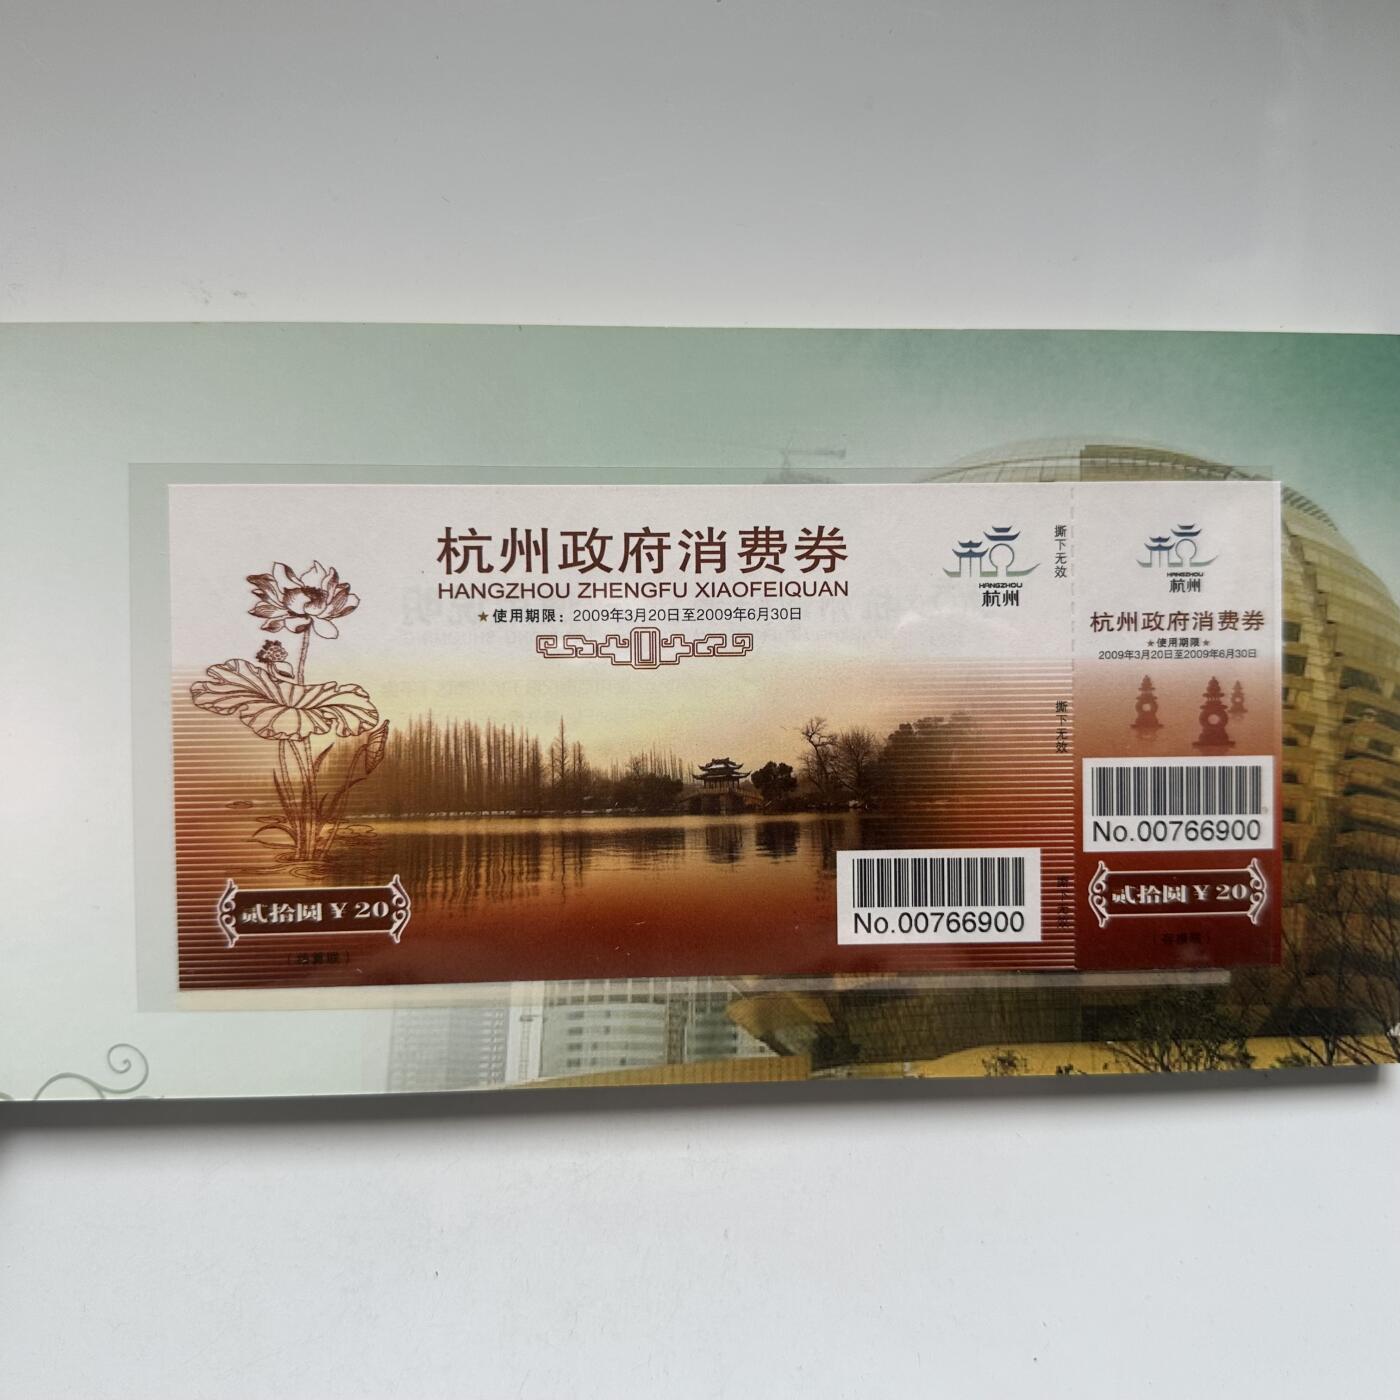 杭州政府消费券
HANGZHOU ZHENGFU XIAOFEIQUAN
★使用期限：2009年3月20日至2009年6月30日
HANGZHOU
杭州
撕下无效
撕下无效
撕下无效
No.00766900
贰拾圆 ¥ 20
HANGZHOU
杭州
杭州政府消费券
★使用期限★
2009年3月20日至2009年6月30日
No.00766900
贰拾圆 ¥ 20